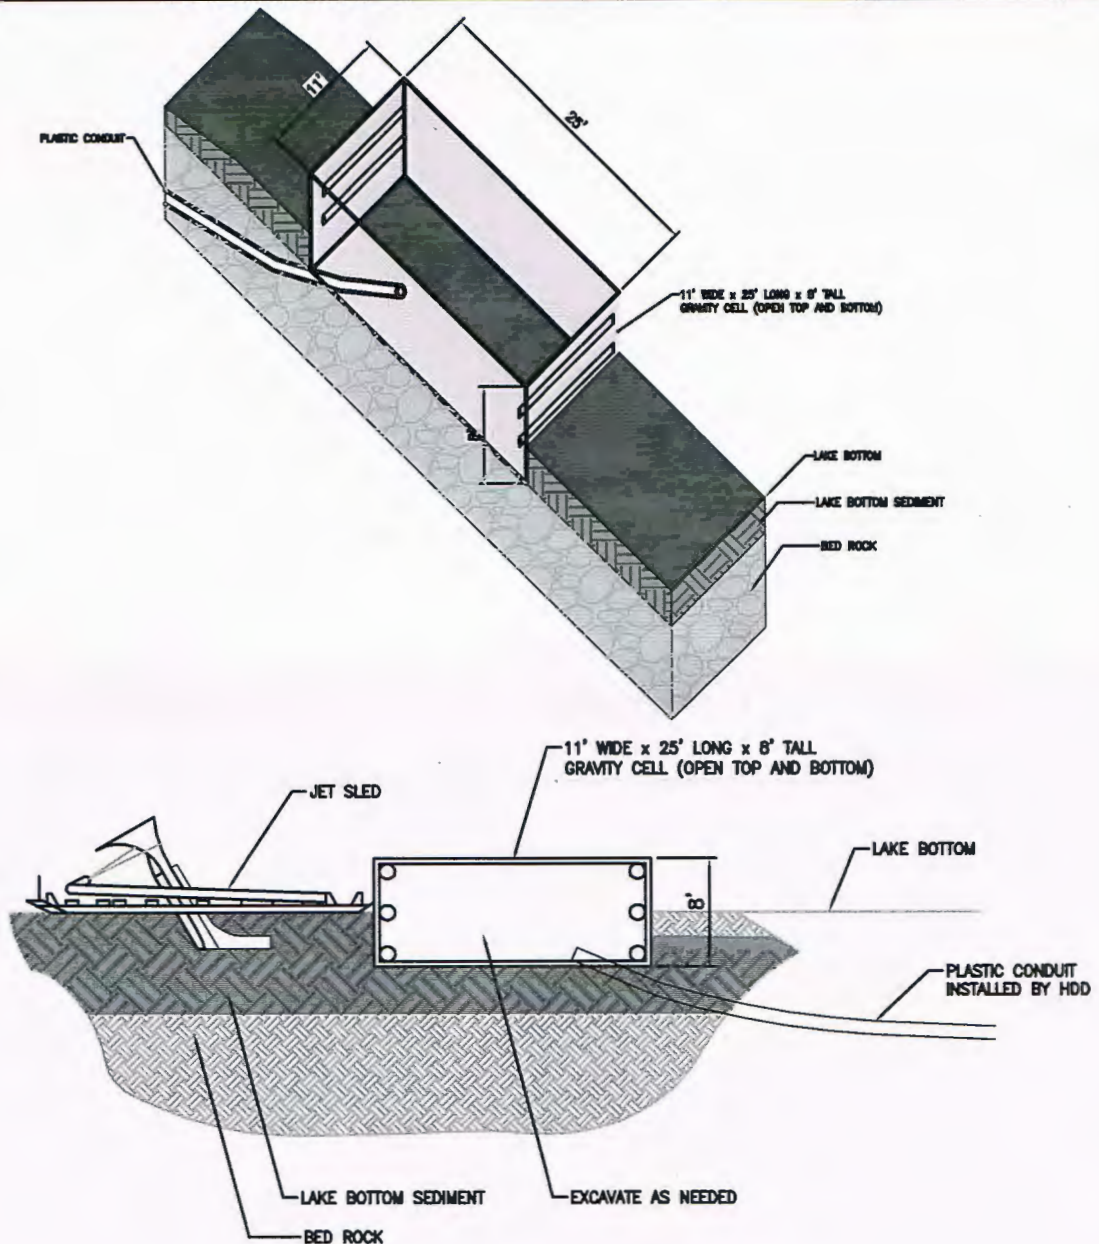 11'
25'
PLASTIC CONDUIT
11' WIDE x 25' LONG x 8' TALL
GRAVITY CELL (OPEN TOP AND BOTTOM)
LAKE BOTTOM
LAKE BOTTOM SEDIMENT
BED ROCK
11' WIDE x 25' LONG x 8' TALL
GRAVITY CELL (OPEN TOP AND BOTTOM)
JET SLED
LAKE BOTTOM
8'
PLASTIC CONDUIT
INSTALLED BY HDD
LAKE BOTTOM SEDIMENT
EXCAVATE AS NEEDED
BED ROCK